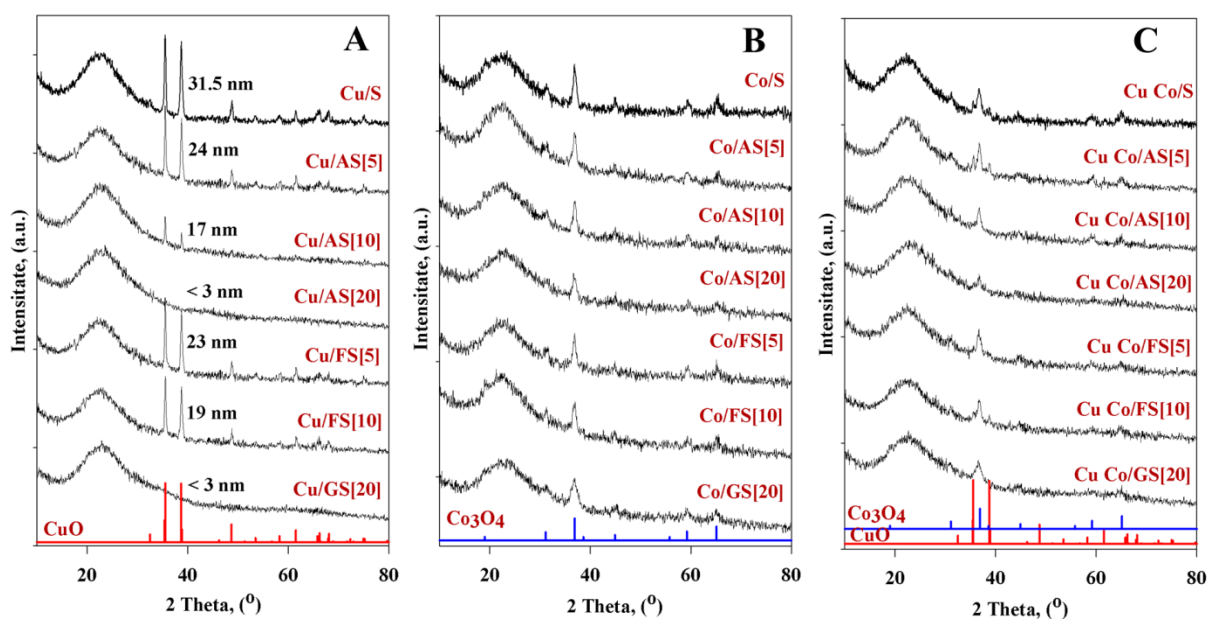 A
31.5 nm
Cu/S
24 nm
Cu/AS[5]
17 nm
Cu/AS[10]
< 3 nm
Cu/AS[20]
23 nm
Cu/FS[5]
19 nm
Cu/FS[10]
< 3 nm
Cu/GS[20]
CuO
20 40 60 80
2 Theta, (O)
Intensitate, (a.u.)
B
Co/S
Co/AS[5]
Co/AS[10]
Co/AS[20]
Co/FS[5]
Co/FS[10]
Co/GS[20]
Co3O4
20 40 60 80
2 Theta, (O)
Intensitate, (a.u.)
C
Cu Co/S
Cu Co/AS[5]
Cu Co/AS[10]
Cu Co/AS[20]
Cu Co/FS[5]
Cu Co/FS[10]
Cu Co/GS[20]
Co3O4
CuO
20 40 60 80
2 Theta, (O)
Intensitate, (a.u.)